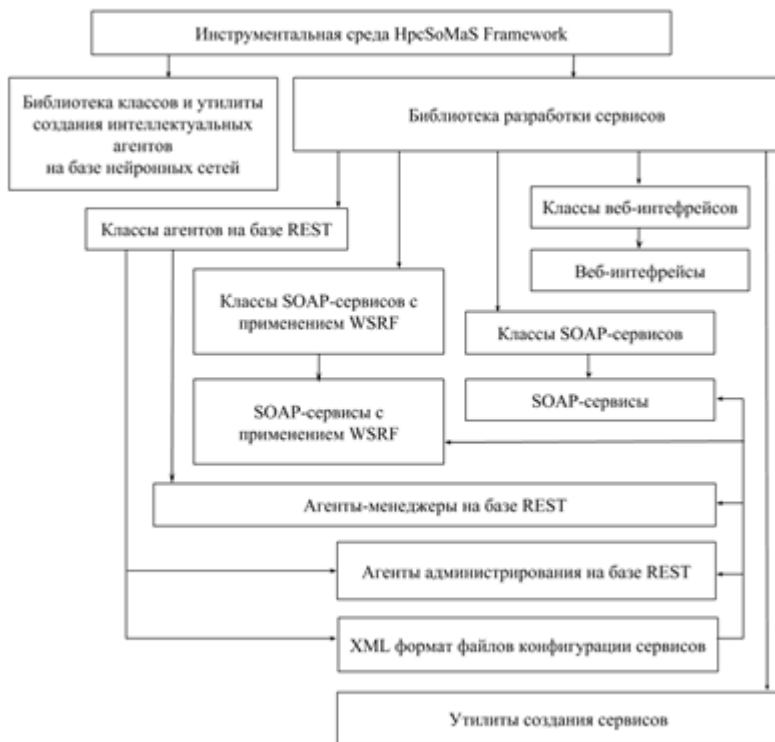 Инструментальная среда HpcSoMaS Framework
Библиотека классов и утилиты
создания интеллектуальных
агентов
на базе нейронных сетей
Библиотека разработки сервисов
Классы агентов на базе REST
Классы веб-интефрейсов
Веб-интефрейсы
Классы SOAP-сервисов с
применением WSRF
Классы SOAP-сервисов
SOAP-сервисы с
применением WSRF
SOAP-сервисы
Агенты-менеджеры на базе REST
Агенты администрирования на базе REST
XML формат файлов конфигурации сервисов
Утилиты создания сервисов